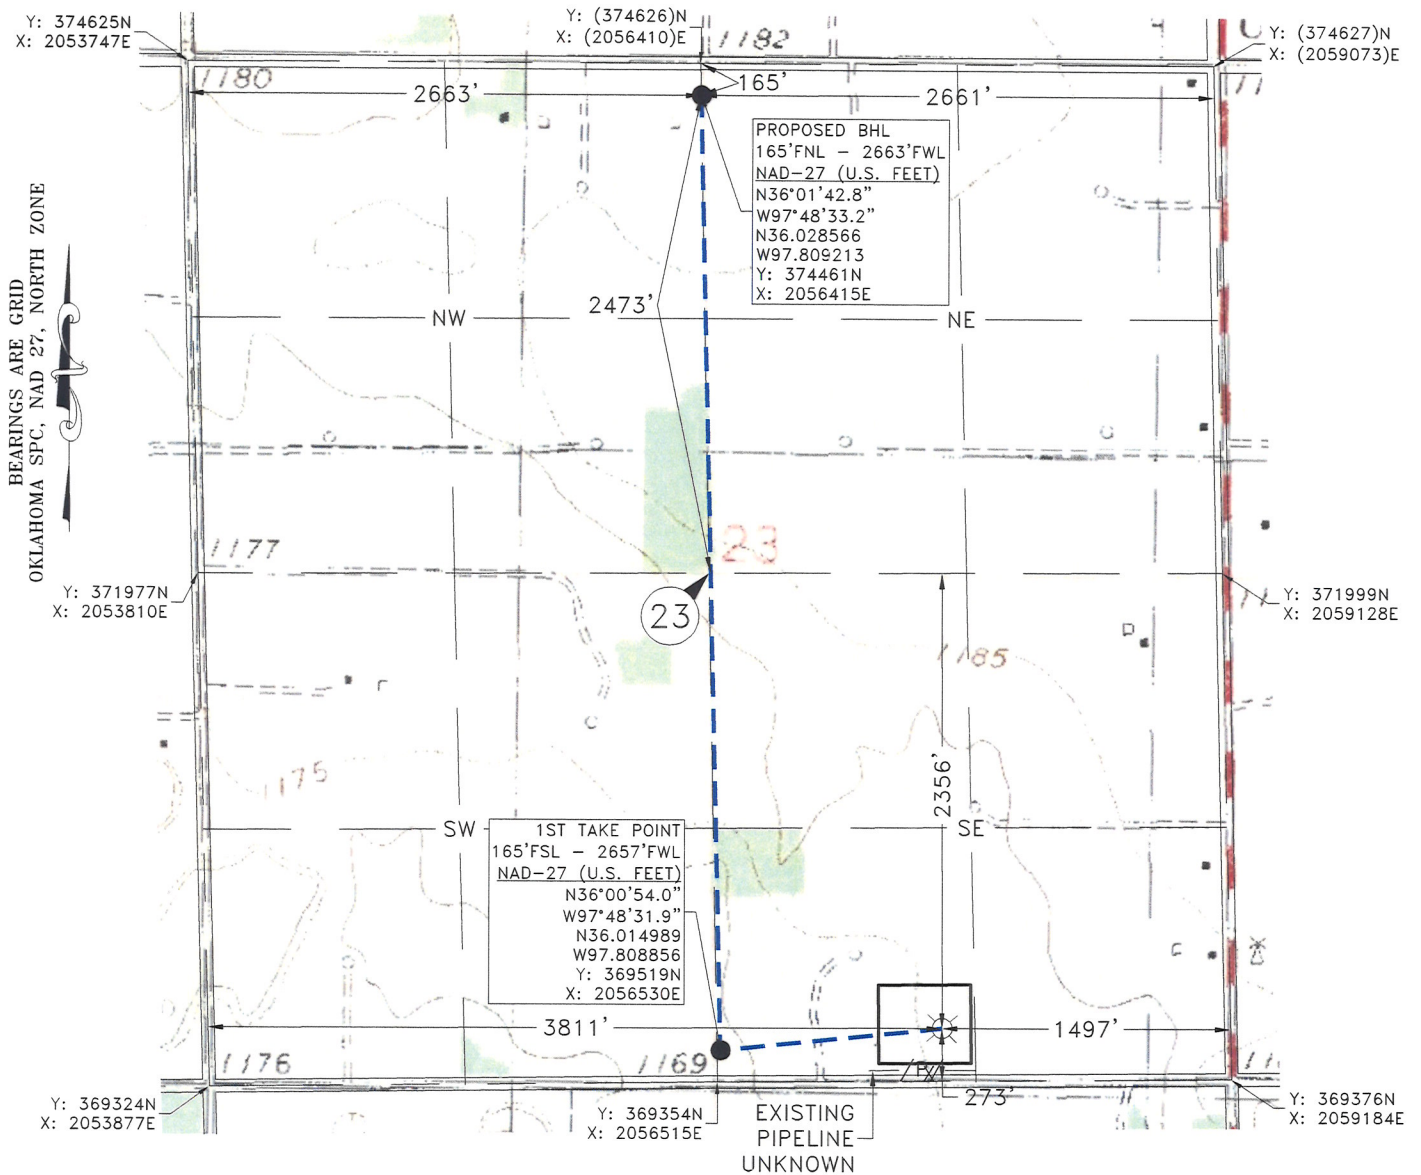 Y: 374625N
X: 2053747E
Y: (374626)N
X: (2056410)E
Y: (374627)N
X: (2059073)E
1182
1180
2663'
165'
2661'
11
PROPOSED BHL
165'FNL - 2663'FWL
NAD-27 (U.S. FEET)
N36°01'42.8"
W97°48'33.2"
N36.028566
W97.809213
Y: 374461N
X: 2056415E
BEARINGS ARE GRID
OKLAHOMA SPC, NAD 27, NORTH ZONE
2473'
NW
NE
23
1177
Y: 371977N
X: 2053810E
23
Y: 371999N
X: 2059128E
11
1185
1175
2356'
SW
SE
1ST TAKE POINT
165'FSL - 2657'FWL
NAD-27 (U.S. FEET)
N36°00'54.0"
W97°48'31.9"
N36.014989
W97.808856
Y: 369519N
X: 2056530E
3811'
1497'
1176
1169
273'
Y: 369324N
X: 2053877E
Y: 369354N
X: 2056515E
EXISTING
PIPELINE
UNKNOWN
Y: 369376N
X: 2059184E